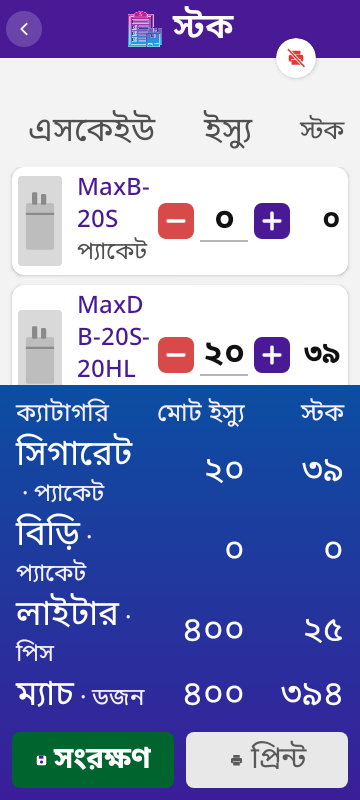 স্টক
এসকেইউ ইস্যু স্টক
MaxB-
20S
প্যাকেট
০ ০
MaxD
B-20S-
20HL
২০ ৩৯
ক্যাটাগরি মোট ইস্যু স্টক
সিগারেট
· প্যাকেট
২০ ৩৯
বিড়ি ·
প্যাকেট
০ ০
লাইটার ·
পিস
৪০০ ২৫
ম্যাচ · ডজন ৪০০ ৩৯৪
সংরক্ষণ প্রিন্ট